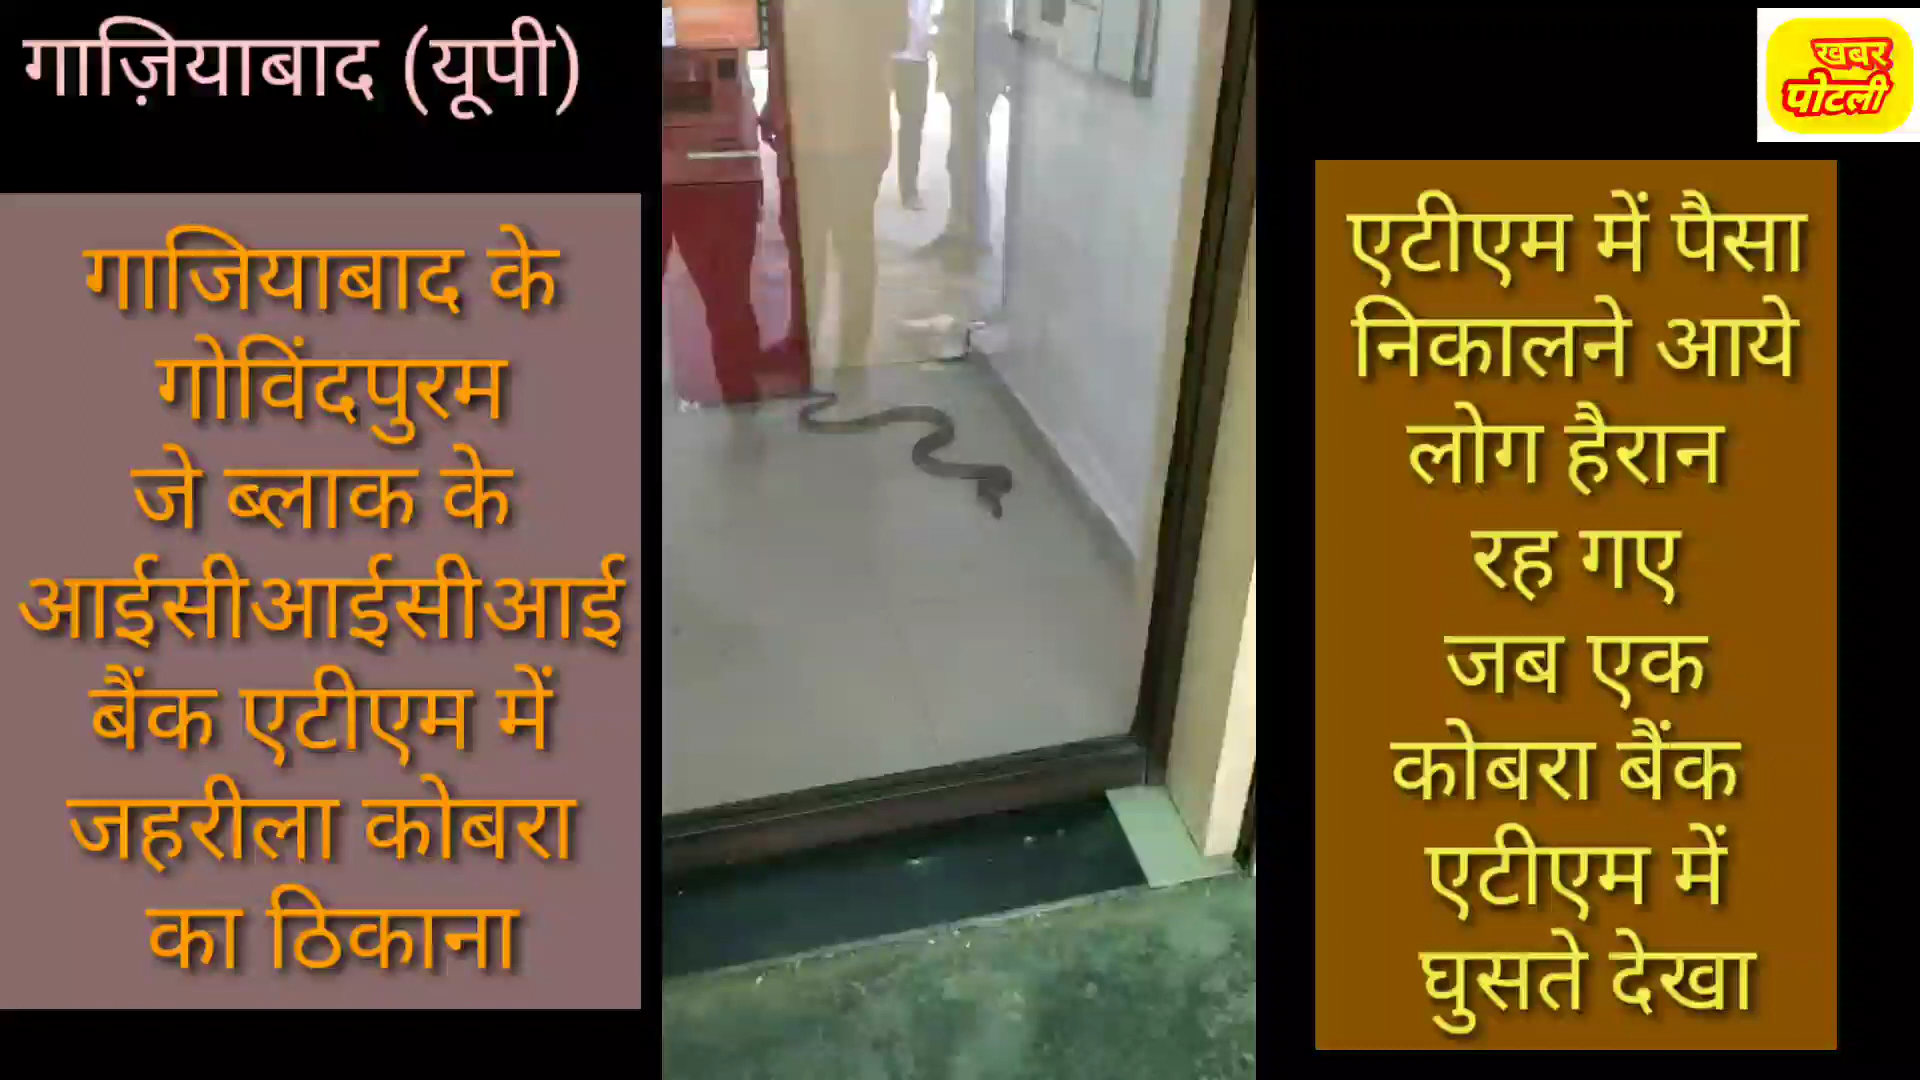 गाज़ियाबाद (यूपी)
गाजियाबाद के
गोविंदपुरम
जे ब्लाक के
आईसीआईसीआई
बैंक एटीएम में
जहरीला कोबरा
का ठिकाना
खबर
पोटली
एटीएम में पैसा
निकालने आये
लोग हैरान
रह गए
जब एक
कोबरा बैंक
एटीएम में
घुसते देखा